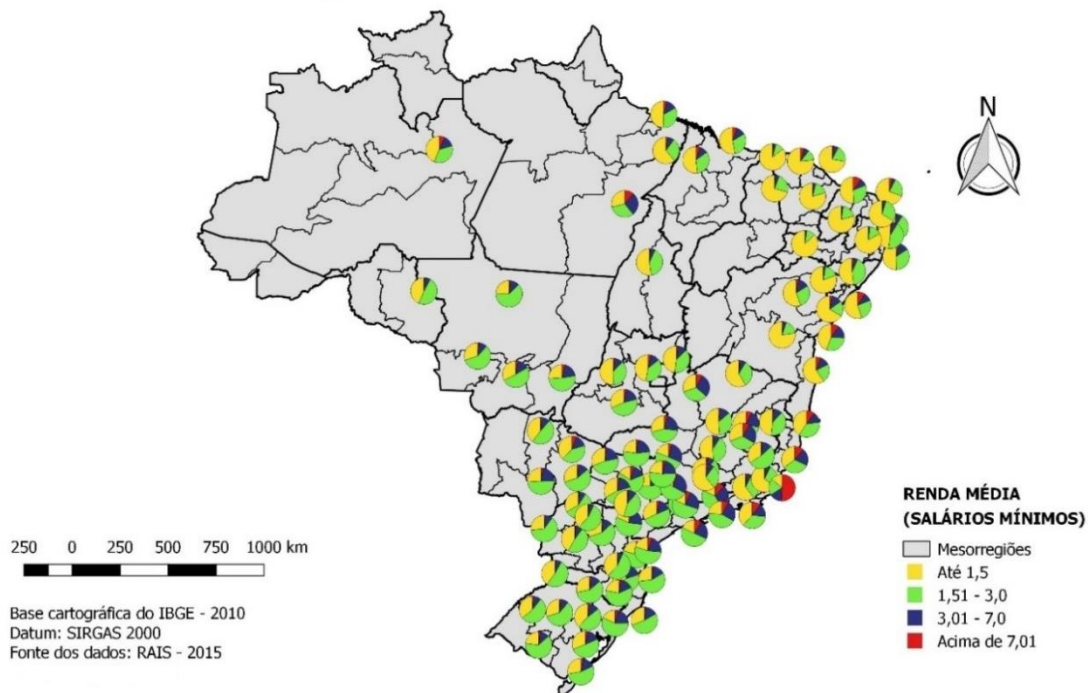 N
RENDA MÉDIA
(SALÁRIOS MÍNIMOS)
Mesorregiões
Até 1,5
1,51 - 3,0
3,01 - 7,0
Acima de 7,01
250 0 250 500 750 1000 km
Base cartográfica do IBGE - 2010
Datum: SIRGAS 2000
Fonte dos dados: RAIS - 2015